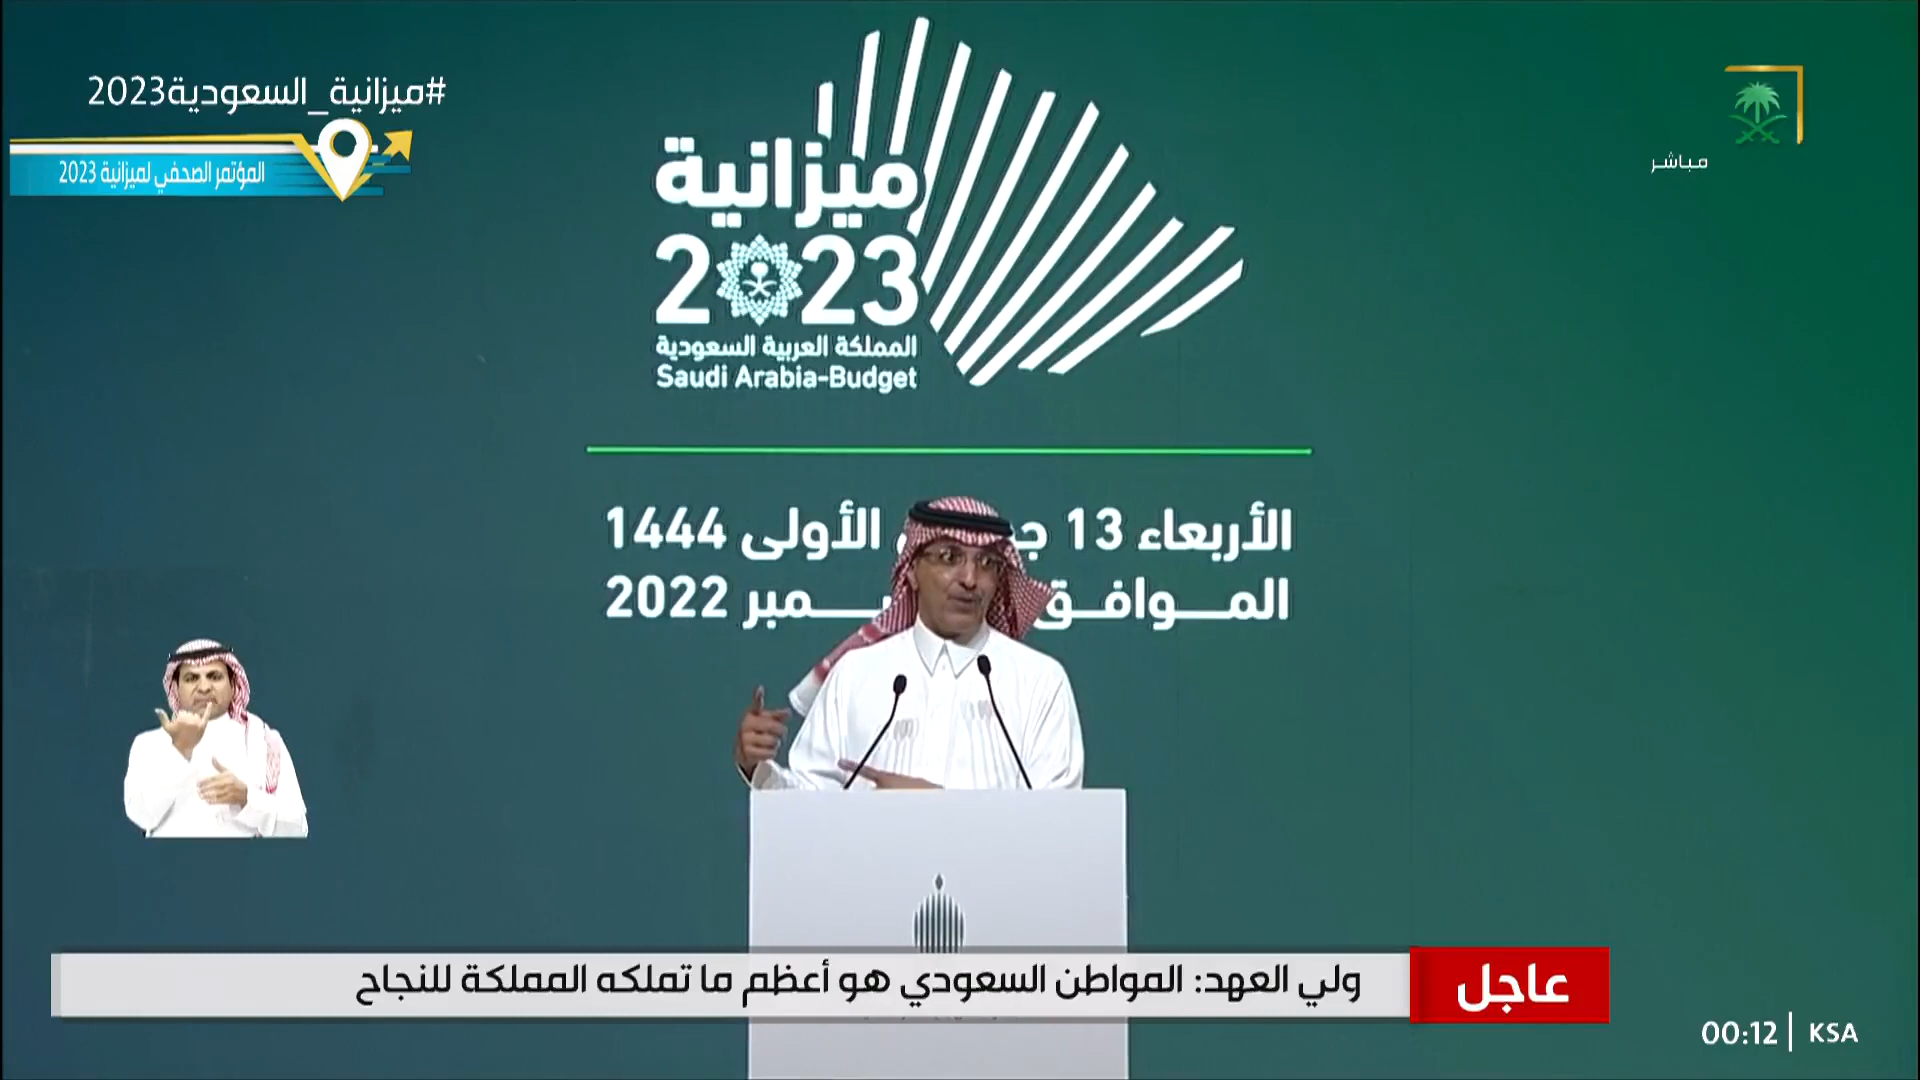 #ميزانية_السعودية2023
المؤتمر الصحفي لميزانية 2023
مباشر
ميزانية
2023
المملكة العربية السعودية
Saudi Arabia-Budget
الأربعاء 13 الأولى 1444
الموافق 2022
عاجل
ولي العهد: المواطن السعودي هو أعظم ما تملكه المملكة للنجاح
00:12 | KSA